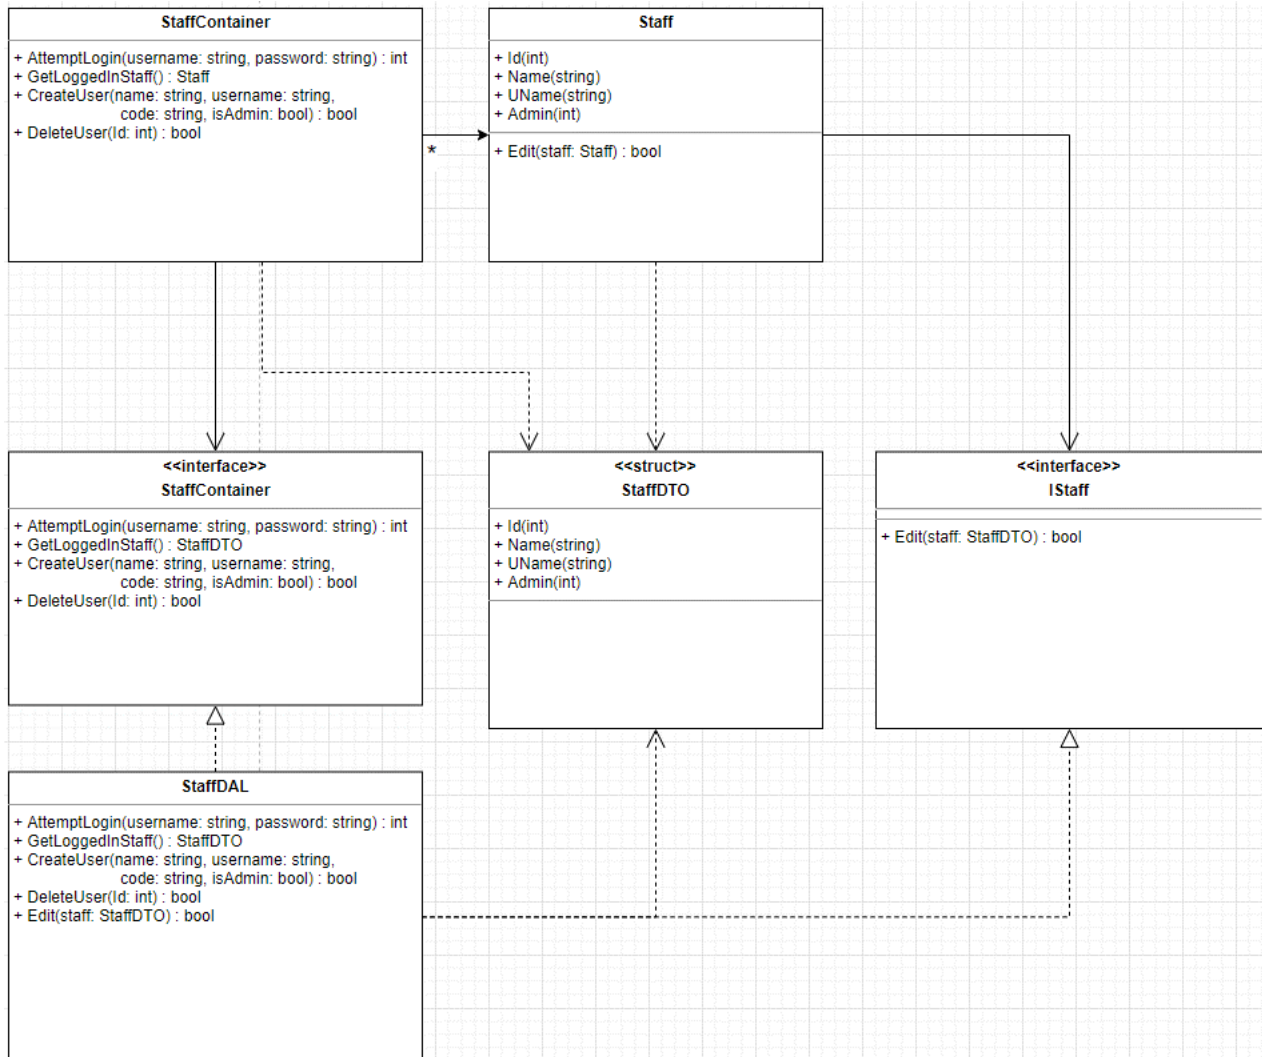 StaffContainer
+ AttemptLogin(username: string, password: string) : int
+ GetLoggedInStaff() : Staff
+ CreateUser(name: string, username: string,
code: string, isAdmin: bool) : bool
+ DeleteUser(Id: int) : bool
*
Staff
+ Id(int)
+ Name(string)
+ UName(string)
+ Admin(int)
+ Edit(staff: Staff) : bool
<<interface>>
StaffContainer
+ AttemptLogin(username: string, password: string) : int
+ GetLoggedInStaff() : StaffDTO
+ CreateUser(name: string, username: string,
code: string, isAdmin: bool) : bool
+ DeleteUser(Id: int) : bool
<<struct>>
StaffDTO
+ Id(int)
+ Name(string)
+ UName(string)
+ Admin(int)
<<interface>>
IStaff
+ Edit(staff: StaffDTO) : bool
StaffDAL
+ AttemptLogin(username: string, password: string) : int
+ GetLoggedInStaff() : StaffDTO
+ CreateUser(name: string, username: string,
code: string, isAdmin: bool) : bool
+ DeleteUser(Id: int) : bool
+ Edit(staff: StaffDTO) : bool